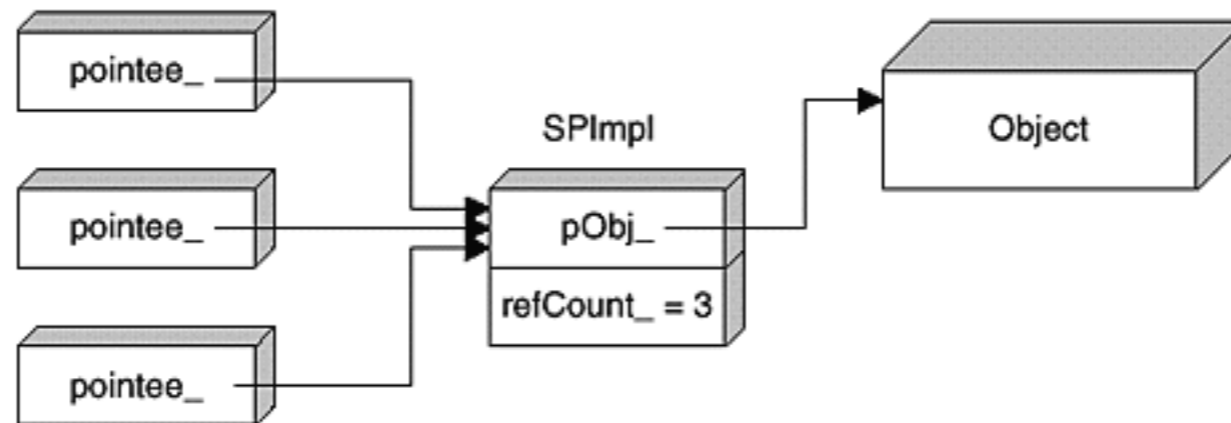 pointee_
SPImpl
Object
pointee_
pObj_
refCount_ = 3
pointee_